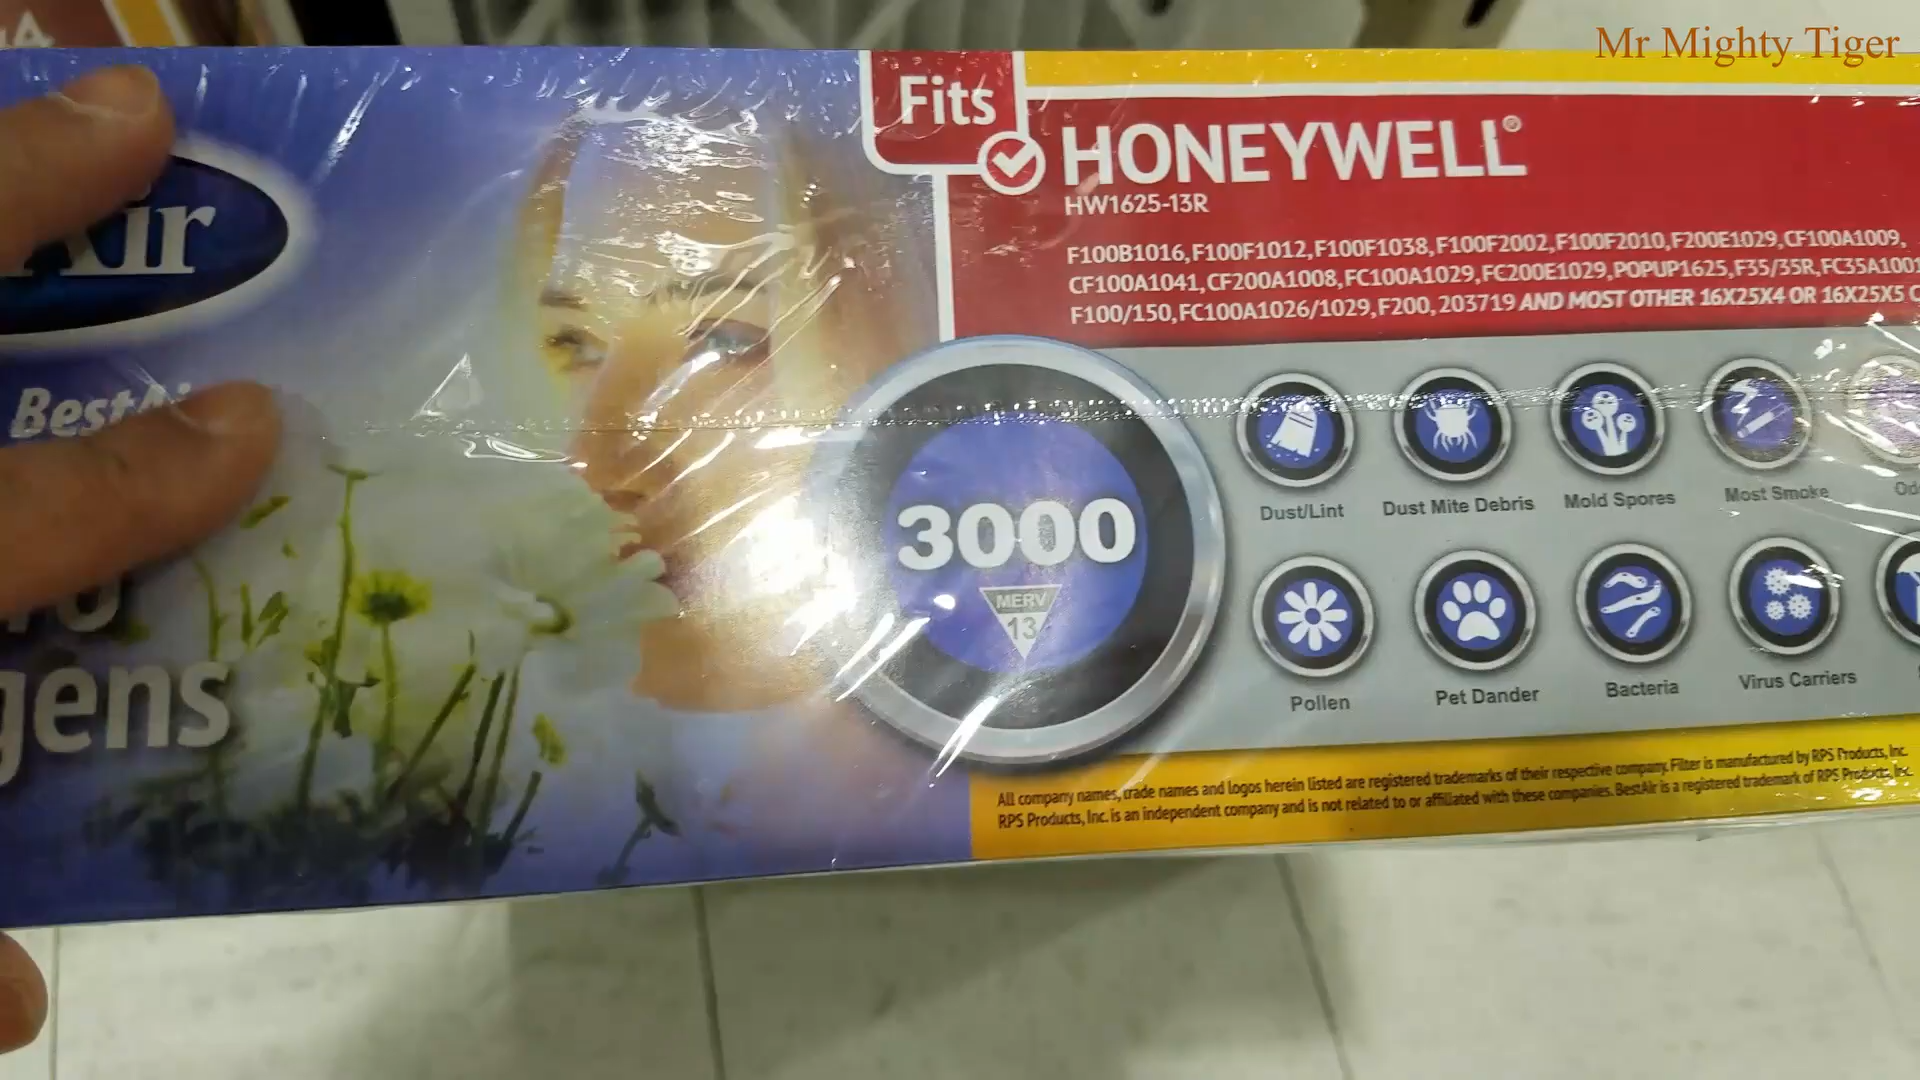 Mr Mighty Tiger
Fits
HONEYWELL®
HW1625-13R
F100B1016, F100F1012, F100F1038, F100F2002, F100F2010, F200E1029, CF100A1009,
CF100A1041, CF200A1008, FC100A1029, FC200E1029, POPUP1625, F35/35R, FC35A1001
F100/150, FC100A1026/1029, F200, 203719 AND MOST OTHER 16X25X4 OR 16X25X5
Air
BestAi
gens
3000
MERV
13
Dust/Lint
Dust Mite Debris
Mold Spores
Most Smoke
Od
Pollen
Pet Dander
Bacteria
Virus Carriers
All company names, trade names and logos herein listed are registered trademarks of their respective company. Filter is manufactured by RPS Products, Inc.
RPS Products, Inc. is an independent company and is not related to or affiliated with these companies. BestAir is a registered trademark of RPS Products, Inc.